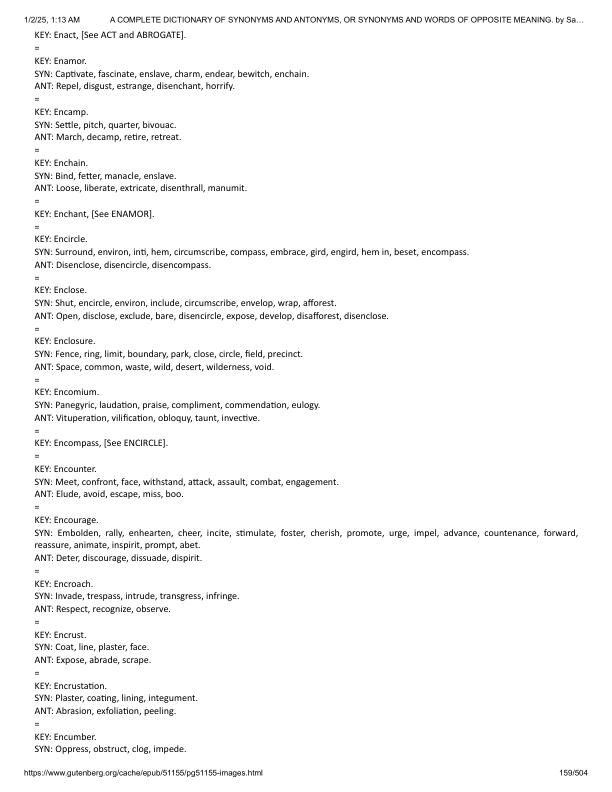 1/2/25, 1:13 AM A COMPLETE DICTIONARY OF SYNONYMS AND ANTONYMS, OR SYNONYMS AND WORDS OF OPPOSITE MEANING. by Sa…
KEY: Enact, [See ACT and ABROGATE].
=
KEY: Enamor.
SYN: Captivate, fascinate, enslave, charm, endear, bewitch, enchain.
ANT: Repel, disgust, estrange, disenchant, horrify.
=
KEY: Encamp.
SYN: Settle, pitch, quarter, bivouac.
ANT: March, decamp, retire, retreat.
=
KEY: Enchain.
SYN: Bind, fetter, manacle, enslave.
ANT: Loose, liberate, extricate, disenthrall, manumit.
=
KEY: Enchant, [See ENAMOR].
=
KEY: Encircle.
SYN: Surround, environ, inti, hem, circumscribe, compass, embrace, gird, engird, hem in, beset, encompass.
ANT: Disenclose, disencircle, disencompass.
=
KEY: Enclose.
SYN: Shut, encircle, environ, include, circumscribe, envelop, wrap, afforest.
ANT: Open, disclose, exclude, bare, disencircle, expose, develop, disafforest, disenclose.
=
KEY: Enclosure.
SYN: Fence, ring, limit, boundary, park, close, circle, field, precinct.
ANT: Space, common, waste, wild, desert, wilderness, void.
=
KEY: Encomium.
SYN: Panegyric, laudation, praise, compliment, commendation, eulogy.
ANT: Vituperation, vilification, obloquy, taunt, invective.
=
KEY: Encompass, [See ENCIRCLE].
=
KEY: Encounter.
SYN: Meet, confront, face, withstand, attack, assault, combat, engagement.
ANT: Elude, avoid, escape, miss, boo.
=
KEY: Encourage.
SYN: Embolden, rally, enhearten, cheer, incite, stimulate, foster, cherish, promote, urge, impel, advance, countenance, forward,
reassure, animate, inspirit, prompt, abet.
ANT: Deter, discourage, dissuade, dispirit.
=
KEY: Encroach.
SYN: Invade, trespass, intrude, transgress, infringe.
ANT: Respect, recognize, observe.
=
KEY: Encrust.
SYN: Coat, line, plaster, face.
ANT: Expose, abrade, scrape.
=
KEY: Encrustation.
SYN: Plaster, coating, lining, integument.
ANT: Abrasion, exfoliation, peeling.
=
KEY: Encumber.
SYN: Oppress, obstruct, clog, impede.
https://www.gutenberg.org/cache/epub/51155/pg51155-images.html 159/504